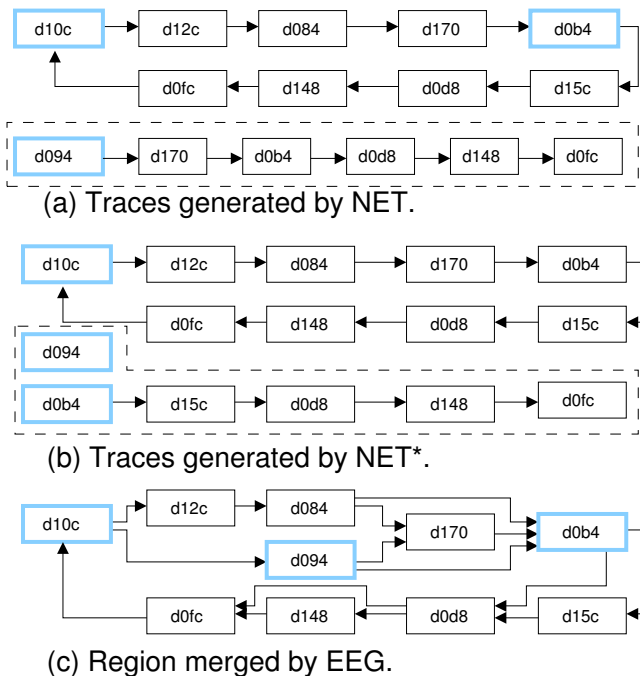 d10c d12c d084 d170 d0b4
d0fc d148 d0d8 d15c
d094 d170 d0b4 d0d8 d148 d0fc
(a) Traces generated by NET.
d10c d12c d084 d170 d0b4
d0fc d148 d0d8 d15c
d094
d0b4 d15c d0d8 d148 d0fc
(b) Traces generated by NET*.
d10c d12c d084 d170 d0b4
d094
d0fc d148 d0d8 d15c
(c) Region merged by EEG.